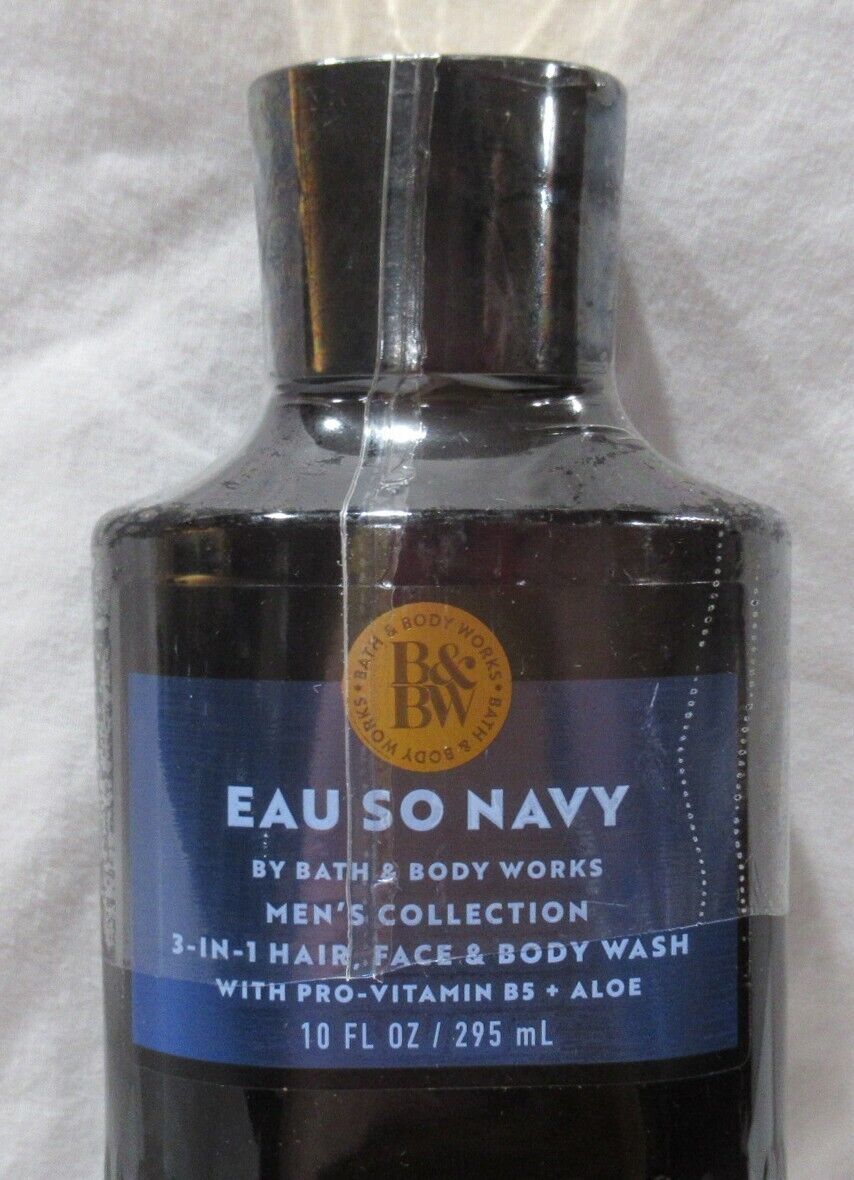 • BATH & BODY WORKS • BATH & BODY WORKS
B&
BW
EAU SO NAVY
BY BATH & BODY WORKS
MEN'S COLLECTION
3-IN-1 HAIR, FACE & BODY WASH
WITH PRO-VITAMIN B5 + ALOE
10 FL OZ / 295 mL